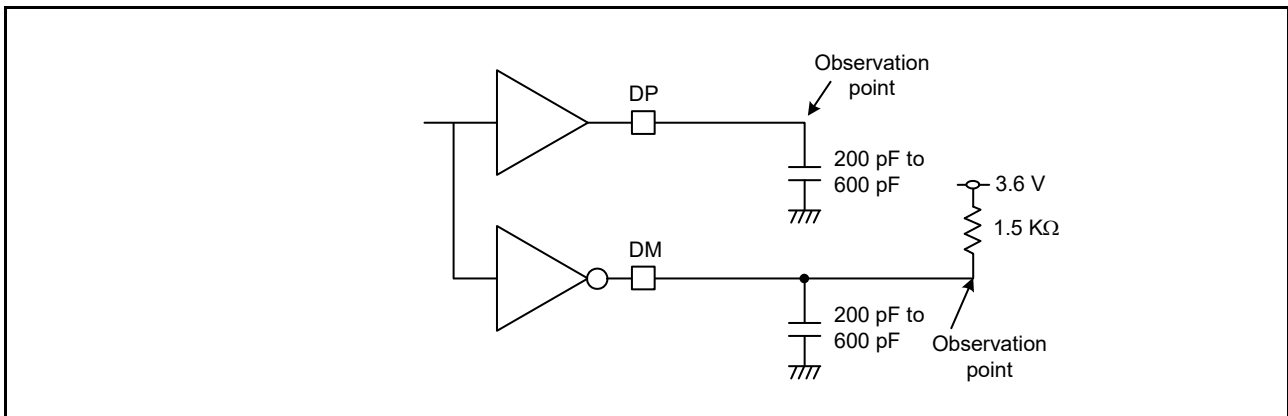 Observation
point
DP
200 pF to
600 pF
3.6 V
1.5 KΩ
DM
200 pF to
600 pF
Observation
point